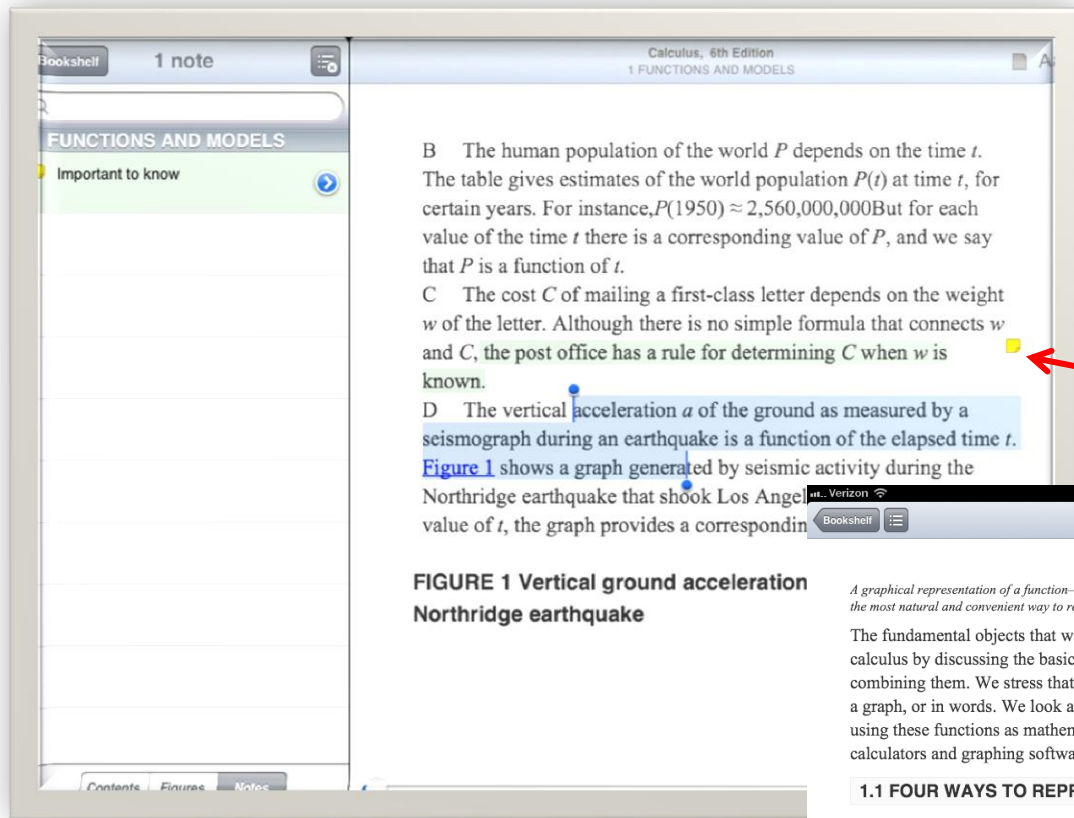 Bookshelf
1 note
FUNCTIONS AND MODELS
Important to know
Contents
Figures
Notes
Calculus, 6th Edition
1 FUNCTIONS AND MODELS
A
B The human population of the world P depends on the time t.
The table gives estimates of the world population P(t) at time t, for
certain years. For instance,P(1950) ≈ 2,560,000,000But for each
value of the time t there is a corresponding value of P, and we say
that P is a function of t.
C The cost C of mailing a first-class letter depends on the weight
w of the letter. Although there is no simple formula that connects w
and C, the post office has a rule for determining C when w is
known.
D The vertical acceleration a of the ground as measured by a
seismograph during an earthquake is a function of the elapsed time t.
Figure 1 shows a graph generated by seismic activity during the
Northridge earthquake that shook Los Angel
value of t, the graph provides a correspondin
FIGURE 1 Vertical ground acceleration
Northridge earthquake
Verizon
Bookshelf
A graphical representation of a function–
the most natural and convenient way to re
The fundamental objects that w
calculus by discussing the basic
combining them. We stress that
a graph, or in words. We look a
using these functions as mathe
calculators and graphing softwa
1.1 FOUR WAYS TO REPR